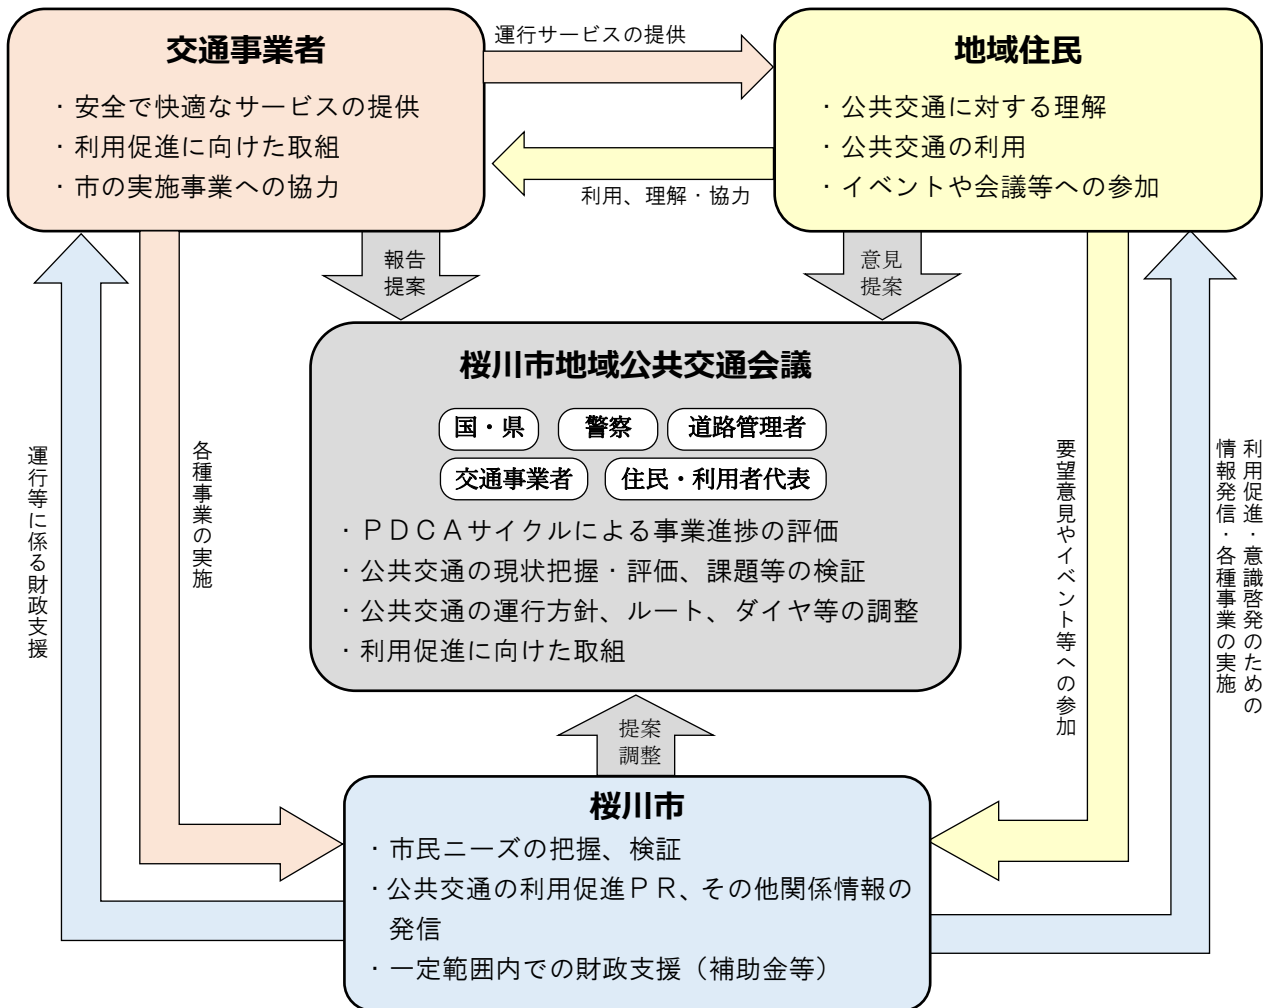 交通事業者
・安全で快適なサービスの提供
・利用促進に向けた取組
・市の実施事業への協力
運行サービスの提供
利用、理解・協力
地域住民
・公共交通に対する理解
・公共交通の利用
・イベントや会議等への参加
報告
提案
意見
提案
桜川市地域公共交通会議
国・県
警察
道路管理者
交通事業者
住民・利用者代表
・ＰＤＣＡサイクルによる事業進捗の評価
・公共交通の現状把握・評価、課題等の検証
・公共交通の運行方針、ルート、ダイヤ等の調整
・利用促進に向けた取組
運行等に係る財政支援
各種事業の実施
要望意見やイベント等への参加
利用促進・意識啓発のための
情報発信・各種事業の実施
提案
調整
桜川市
・市民ニーズの把握、検証
・公共交通の利用促進ＰＲ、その他関係情報の
発信
・一定範囲内での財政支援（補助金等）